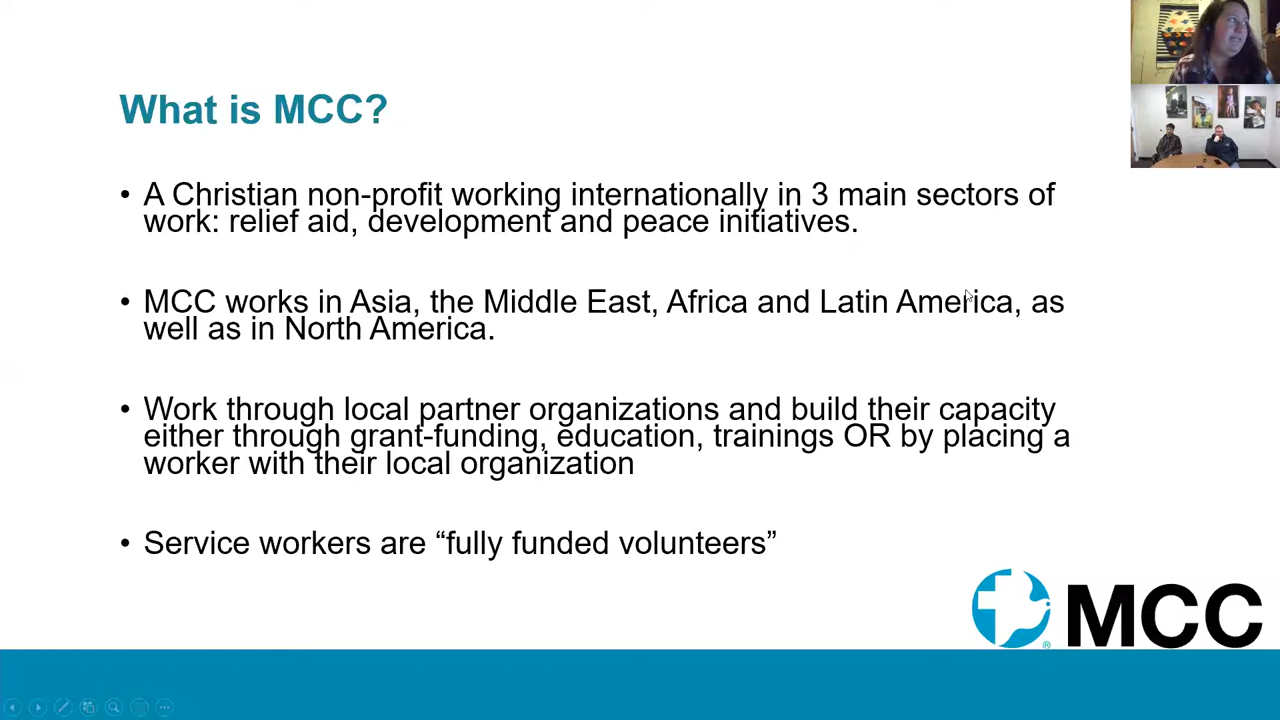 What is MCC?
• A Christian non-profit working internationally in 3 main sectors of
work: relief aid, development and peace initiatives.
• MCC works in Asia, the Middle East, Africa and Latin America, as
well as in North America.
• Work through local partner organizations and build their capacity
either through grant-funding, education, trainings OR by placing a
worker with their local organization
• Service workers are “fully funded volunteers”
® MCC